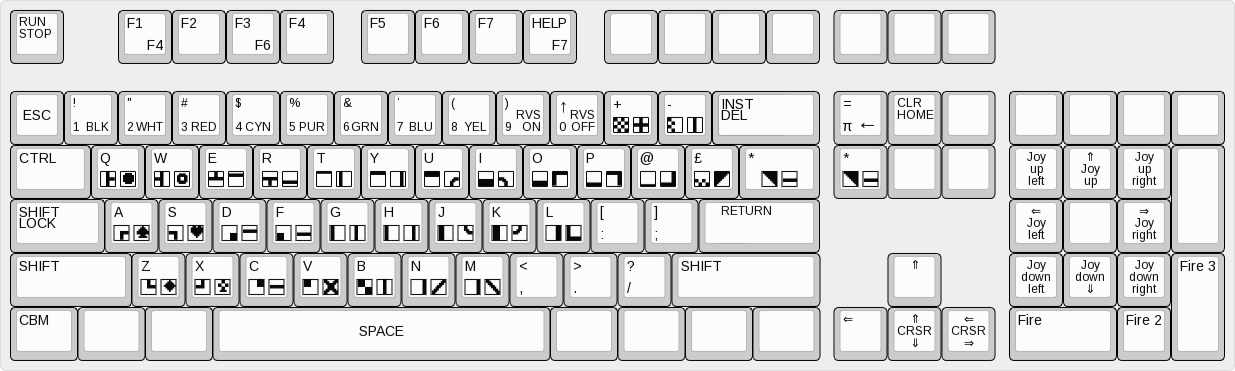 RUN
STOP
F1
F4
F2
F3
F6
F4
F5
F6
F7
HELP
F7
ESC
!
1 BLK
"
2 WHT
#
3 RED
$
4 CYN
%
5 PUR
&
6 GRN
'
7 BLU
(
8 YEL
)
RVS
9 ON
↑
RVS
0 OFF
+
-
INST
DEL
=
π ←
CLR
HOME
CTRL
Q
W
E
R
T
Y
U
I
O
P
@
£
*
*
Joy
up
left
⇑
Joy
up
Joy
up
right
SHIFT
LOCK
A
S
D
F
G
H
J
K
L
[
:
]
;
RETURN
⇐
Joy
left
⇒
Joy
right
SHIFT
Z
X
C
V
B
N
M
<
,
>
.
?
/
SHIFT
⇑
Joy
down
left
Joy
down
⇓
Joy
down
right
Fire 3
CBM
SPACE
⇐
⇑
CRSR
⇓
⇐
CRSR
⇒
Fire
Fire 2